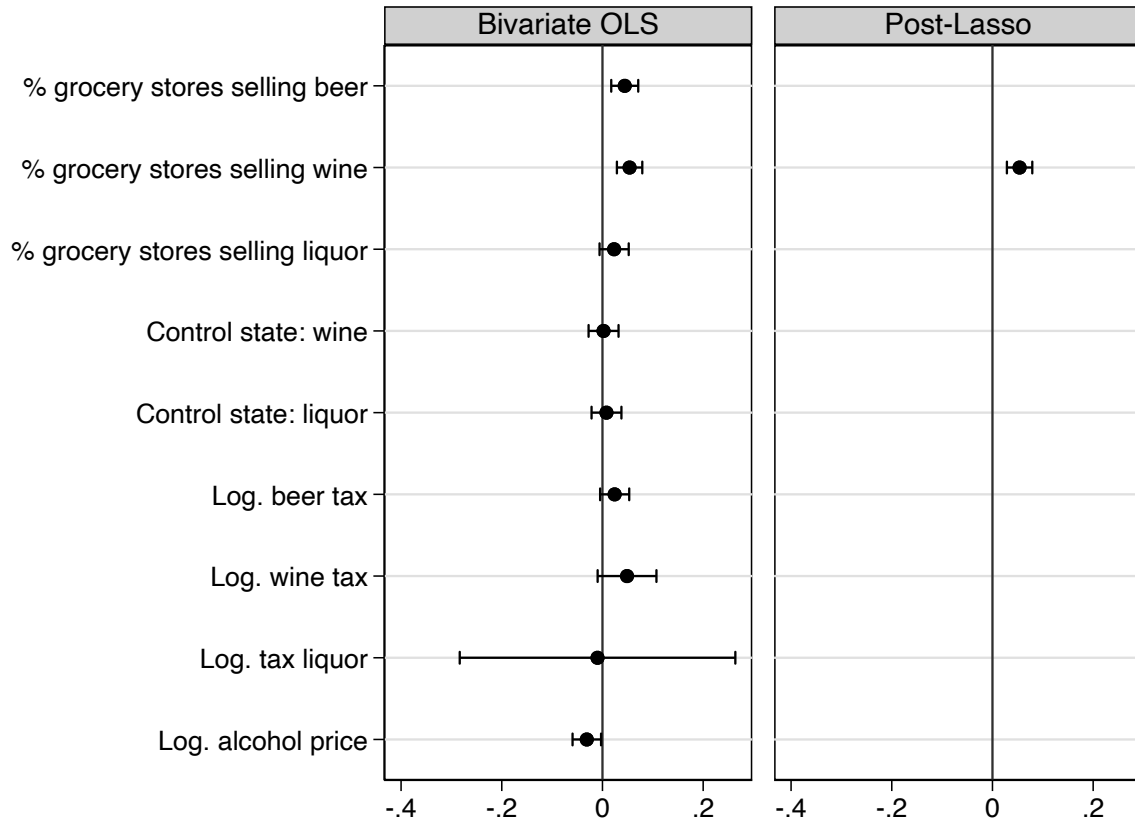 Bivariate OLS
Post-Lasso
% grocery stores selling beer
% grocery stores selling wine
% grocery stores selling liquor
Control state: wine
Control state: liquor
Log. beer tax
Log. wine tax
Log. tax liquor
Log. alcohol price
-.4 -.2 0 .2
-.4 -.2 0 .2